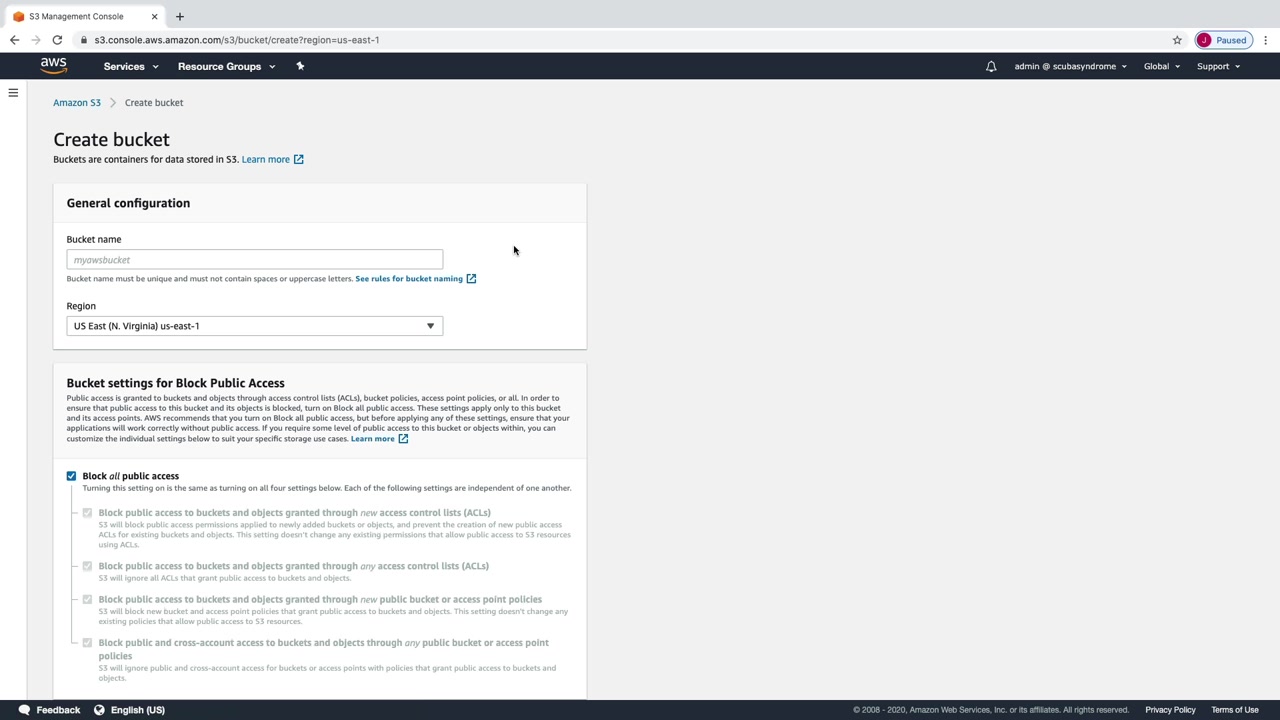 S3 Management Console
s3.console.aws.amazon.com/s3/bucket/create?region=us-east-1
J Paused
aws Services Resource Groups admin @ scubasyndrome Global Support
Amazon S3 Create bucket
Create bucket
Buckets are containers for data stored in S3. Learn more
General configuration
Bucket name
myawsbucket
Bucket name must be unique and must not contain spaces or uppercase letters. See rules for bucket naming
Region
US East (N. Virginia) us-east-1
Bucket settings for Block Public Access
Public access is granted to buckets and objects through access control lists (ACLs), bucket policies, access point policies, or all. In order to
ensure that public access to this bucket and its objects is blocked, turn on Block all public access. These settings apply only to this bucket
and its access points. AWS recommends that you turn on Block all public access, but before applying any of these settings, ensure that your
applications will work correctly without public access. If you require some level of public access to this bucket or objects within, you can
customize the individual settings below to suit your specific storage use cases. Learn more
Block all public access
Turning this setting on is the same as turning on all four settings below. Each of the following settings are independent of one another.
Block public access to buckets and objects granted through new access control lists (ACLs)
S3 will block public access permissions applied to newly added buckets or objects, and prevent the creation of new public access
ACLs for existing buckets and objects. This setting doesn't change any existing permissions that allow public access to S3 resources
using ACLs.
Block public access to buckets and objects granted through any access control lists (ACLs)
S3 will ignore all ACLs that grant public access to buckets and objects.
Block public access to buckets and objects granted through new public bucket or access point policies
S3 will block new bucket and access point policies that grant public access to buckets and objects. This setting doesn't change any
existing policies that allow public access to S3 resources.
Block public and cross-account access to buckets and objects through any public bucket or access point
policies
S3 will ignore public and cross-account access for buckets or access points with policies that grant public access to buckets and
objects.
Feedback English (US) © 2008 - 2020, Amazon Web Services, Inc. or its affiliates. All rights reserved. Privacy Policy Terms of Use